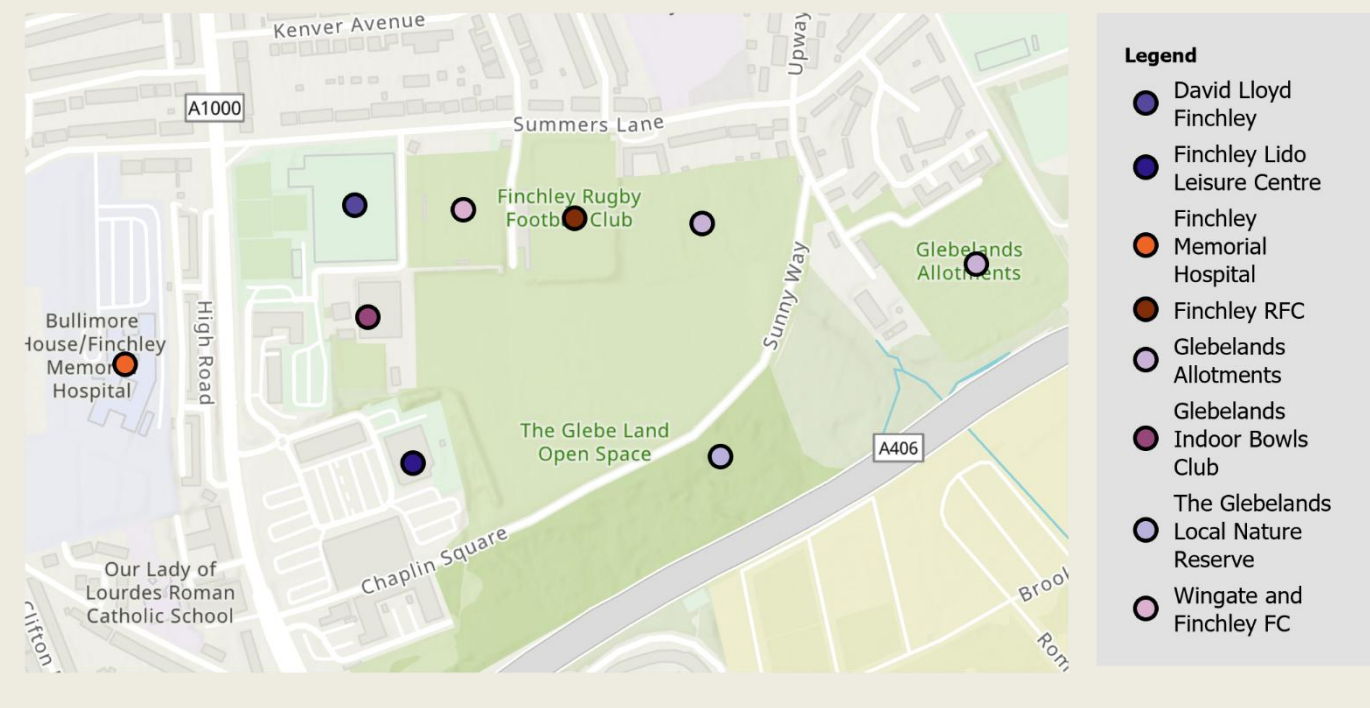 Kenver Avenue
Upway
A1000
Summers Lane
Finchley Rugby
Football Club
Glebelands
Allotments
Sunny Way
High Road
Bullimore
House/Finchley
Memorial
Hospital
The Glebe Land
Open Space
A406
Chaplin Square
Our Lady of
Lourdes Roman
Catholic School
Clifton
Brook
Rom
Legend
David Lloyd
Finchley
Finchley Lido
Leisure Centre
Finchley
Memorial
Hospital
Finchley RFC
Glebelands
Allotments
Glebelands
Indoor Bowls
Club
The Glebelands
Local Nature
Reserve
Wingate and
Finchley FC